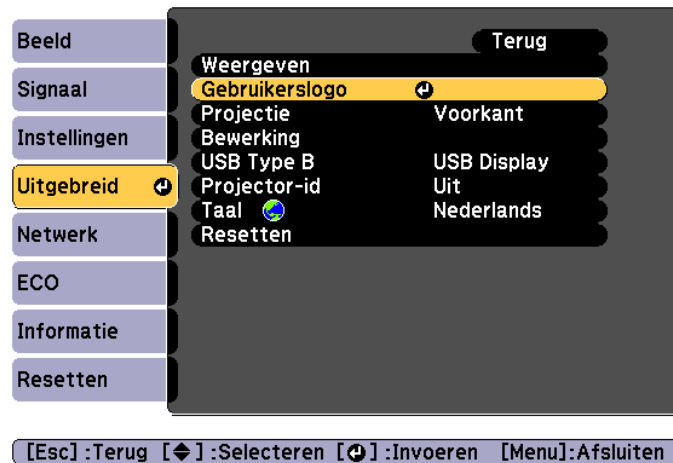 Beeld
Signaal
Instellingen
Uitgebreid
Netwerk
ECO
Informatie
Resetten
Terug
Weergeven
Gebruikerslogo
Projectie Voorkant
Bewerking
USB Type B USB Display
Projector-id Uit
Taal Nederlands
Resetten
[Esc] :Terug [◆] :Selecteren [⏎] :Invoeren [Menu]:Afsluiten